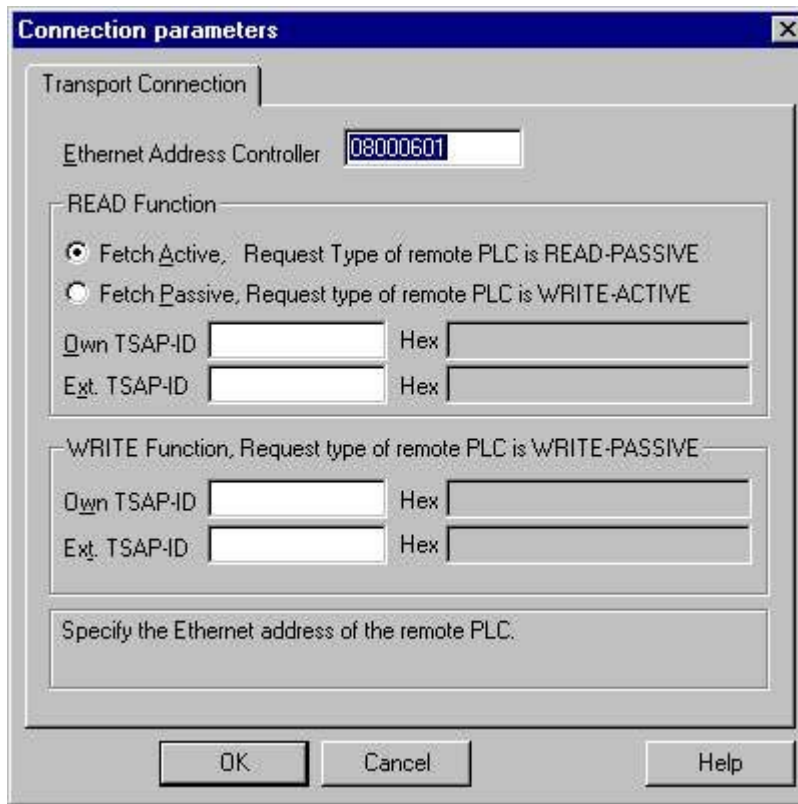 Connection parameters
Transport Connection
Ethernet Address Controller 08000601
READ Function
Fetch Active, Request Type of remote PLC is READ-PASSIVE
Fetch Passive, Request type of remote PLC is WRITE-ACTIVE
Own TSAP-ID Hex
Ext. TSAP-ID Hex
WRITE Function, Request type of remote PLC is WRITE-PASSIVE
Own TSAP-ID Hex
Ext. TSAP-ID Hex
Specify the Ethernet address of the remote PLC.
OK Cancel Help